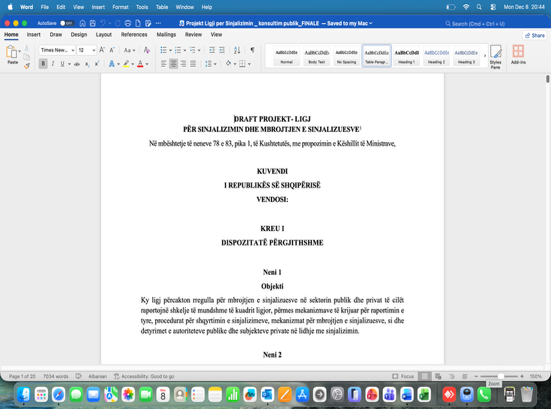 Word File Edit View Insert Format Tools Table Window Help
Mon Dec 8 20:44
AutoSave OFF
Projekt Ligji per Sinjalizimin _ konsultim publik_FINALE — Saved to my Mac
Search (Cmd + Ctrl + U)
Home Insert Draw Design Layout References Mailings Review View
Share
Paste
Times New...
12
AaBbCcDdEe
Normal
Body Text
No Spacing
Table Parag...
Heading 1
Heading 2
Heading 3
Styles Pane
Add-ins
DRAFT PROJEKT- LIGJ
PËR SINJALIZIMIN DHE MBROJTJEN E SINJALIZUESVE¹
Në mbështetje të neneve 78 e 83, pika 1, të Kushtetutës, me propozimin e Këshillit të Ministrave,
KUVENDI
I REPUBLIKËS SË SHQIPËRISË
VENDOSI:
KREU I
DISPOZITATË PËRGJITHSHME
Neni 1
Objekti
Ky ligj përcakton rregulla për mbrojtjen e sinjalizuesve në sektorin publik dhe privat të cilët
raportojnë shkelje të mundshme të kuadrit ligjor, përmes mekanizmave të krijuar për raportimin e
tyre, procedurat për shqyrtimin e sinjalizimeve, mekanizmat për mbrojtjen e sinjalizuesve, si dhe
detyrimet e autoriteteve publike dhe subjekteve private në lidhje me sinjalizimin.
Neni 2
Page 1 of 20
7034 words
Albanian
Accessibility: Good to go
Focus
150%
Zoom